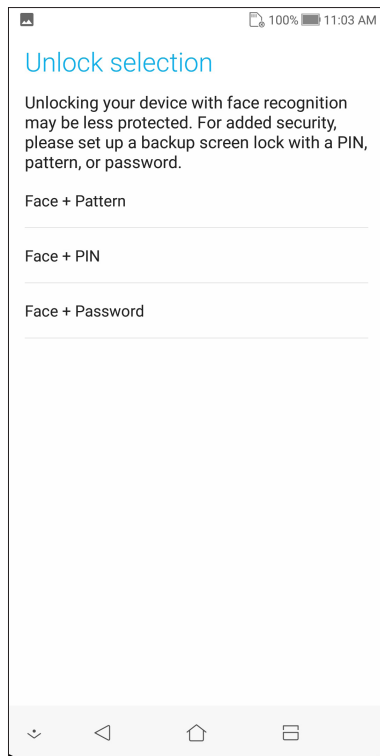 100% 11:03 AM
Unlock selection
Unlocking your device with face recognition
may be less protected. For added security,
please set up a backup screen lock with a PIN,
pattern, or password.
Face + Pattern
Face + PIN
Face + Password